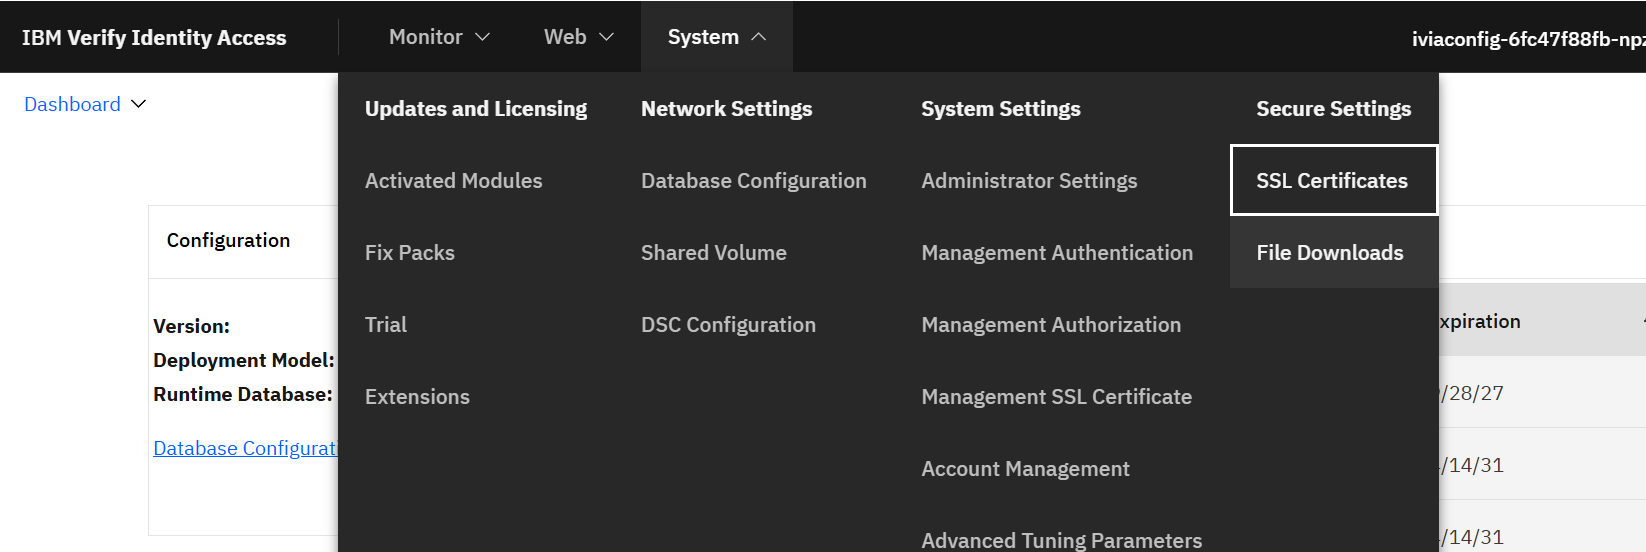 IBM Verify Identity Access
Monitor
Web
System
iviaconfig-6fc47f88fb-npz
Dashboard
Updates and Licensing
Activated Modules
Fix Packs
Trial
Extensions
Network Settings
Database Configuration
Shared Volume
DSC Configuration
System Settings
Administrator Settings
Management Authentication
Management Authorization
Management SSL Certificate
Account Management
Advanced Tuning Parameters
Secure Settings
SSL Certificates
File Downloads
Configuration
Version:
Deployment Model:
Runtime Database:
Database Configurati
xpiration
/28/27
/14/31
/14/31